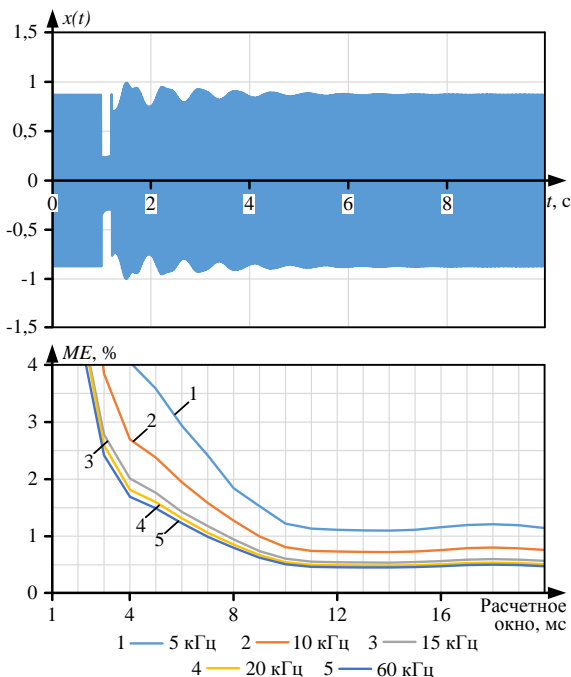 x(t)
1,5
1
0,5
0
0 2 4 6 8 t, с
-0,5
-1
-1,5
ME, %
4
3
2
1
0
1
2
3
4
5
1 4 8 12 16 Расчетное
окно, мс
1 5 кГц 2 10 кГц 3 15 кГц
4 20 кГц 5 60 кГц